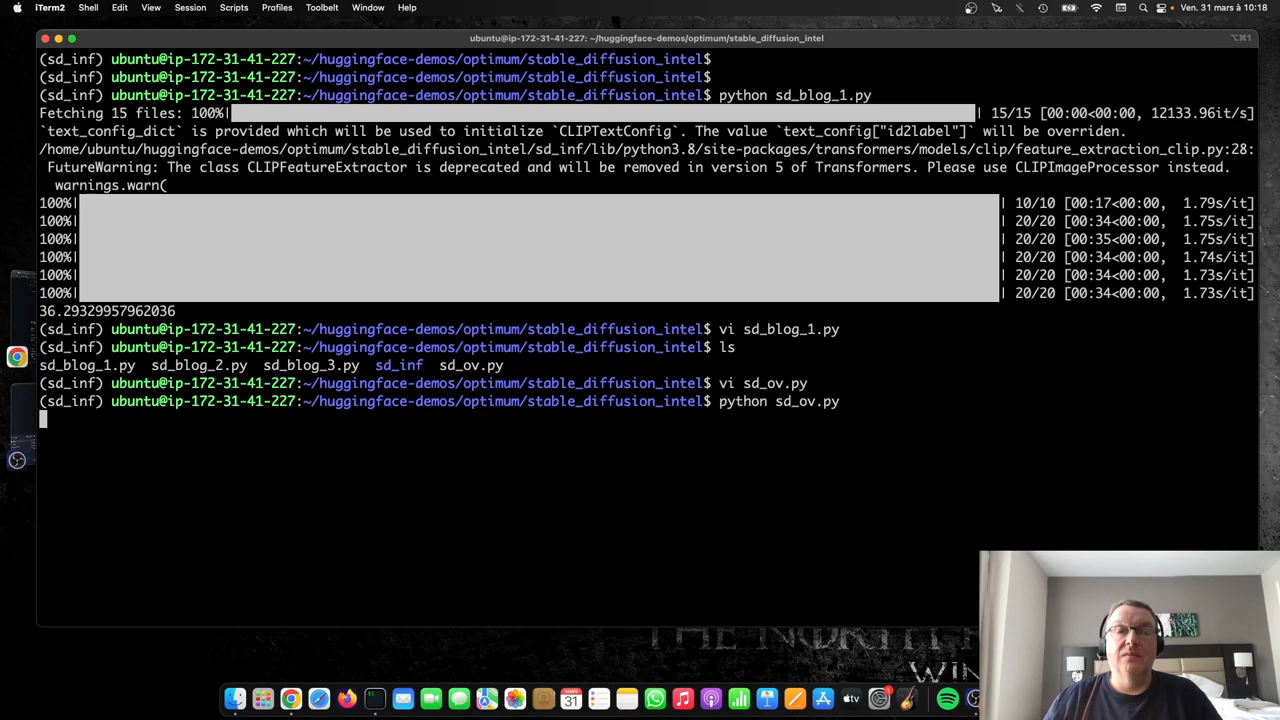 iTerm2 Shell Edit View Session Scripts Profiles Toolbelt Window Help Ven. 31 mars à 10:18
ubuntu@ip-172-31-41-227: ~/huggingface-demos/optimum/stable_diffusion_intel ⌥⌘1
(sd_inf) ubuntu@ip-172-31-41-227:~/huggingface-demos/optimum/stable_diffusion_intel$
(sd_inf) ubuntu@ip-172-31-41-227:~/huggingface-demos/optimum/stable_diffusion_intel$
(sd_inf) ubuntu@ip-172-31-41-227:~/huggingface-demos/optimum/stable_diffusion_intel$ python sd_blog_1.py
Fetching 15 files: 100%| | 15/15 [00:00<00:00, 12133.96it/s]
`text_config_dict` is provided which will be used to initialize `CLIPTextConfig`. The value `text_config["id2label"]` will be overriden.
/home/ubuntu/huggingface-demos/optimum/stable_diffusion_intel/sd_inf/lib/python3.8/site-packages/transformers/models/clip/feature_extraction_clip.py:28:
FutureWarning: The class CLIPFeatureExtractor is deprecated and will be removed in version 5 of Transformers. Please use CLIPImageProcessor instead.
warnings.warn(
100%| | 10/10 [00:17<00:00, 1.79s/it]
100%| | 20/20 [00:34<00:00, 1.75s/it]
100%| | 20/20 [00:35<00:00, 1.75s/it]
100%| | 20/20 [00:34<00:00, 1.74s/it]
100%| | 20/20 [00:34<00:00, 1.73s/it]
100%| | 20/20 [00:34<00:00, 1.73s/it]
36.29329957962036
(sd_inf) ubuntu@ip-172-31-41-227:~/huggingface-demos/optimum/stable_diffusion_intel$ vi sd_blog_1.py
(sd_inf) ubuntu@ip-172-31-41-227:~/huggingface-demos/optimum/stable_diffusion_intel$ ls
sd_blog_1.py sd_blog_2.py sd_blog_3.py sd_inf sd_ov.py
(sd_inf) ubuntu@ip-172-31-41-227:~/huggingface-demos/optimum/stable_diffusion_intel$ vi sd_ov.py
(sd_inf) ubuntu@ip-172-31-41-227:~/huggingface-demos/optimum/stable_diffusion_intel$ python sd_ov.py
THE NORTH
WIN
31
tv
1